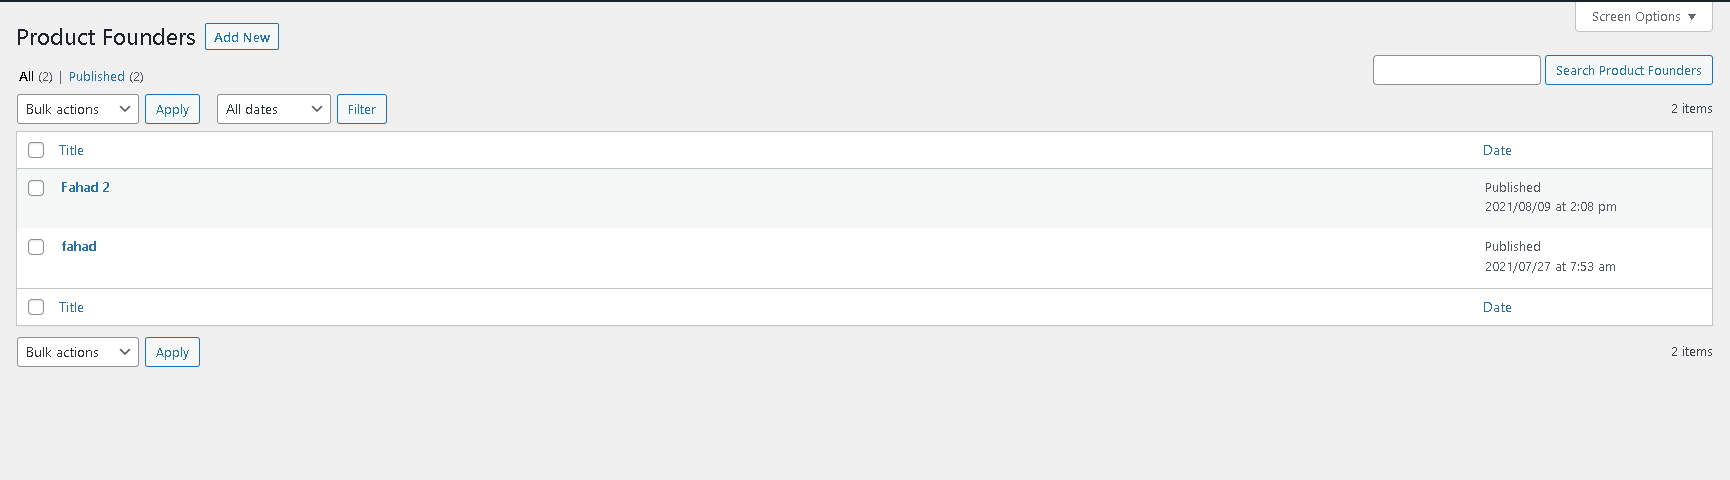 Screen Options ▼
Product Founders Add New
All (2) | Published (2)
Search Product Founders
Bulk actions Apply All dates Filter 2 items
Title Date
Fahad 2 Published
2021/08/09 at 2:08 pm
fahad Published
2021/07/27 at 7:53 am
Title Date
Bulk actions Apply 2 items